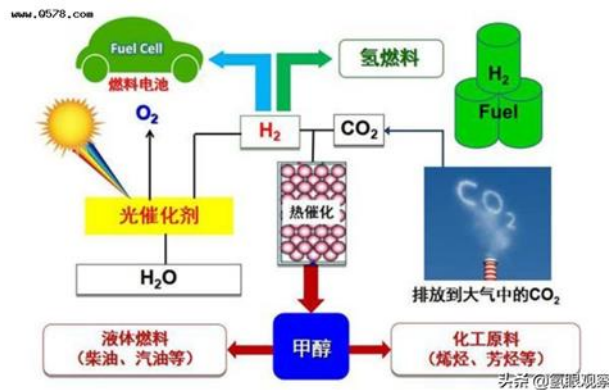 www.0578.com
Fuel Cell
燃料电池
氢燃料
H₂
Fuel
O₂
H₂
CO₂
光催化剂
热催化
CO₂
H₂O
排放到大气中的CO₂
液体燃料
(柴油、汽油等)
甲醇
化工原料
(烯烃、芳烃等)
头条 @氢眼观察